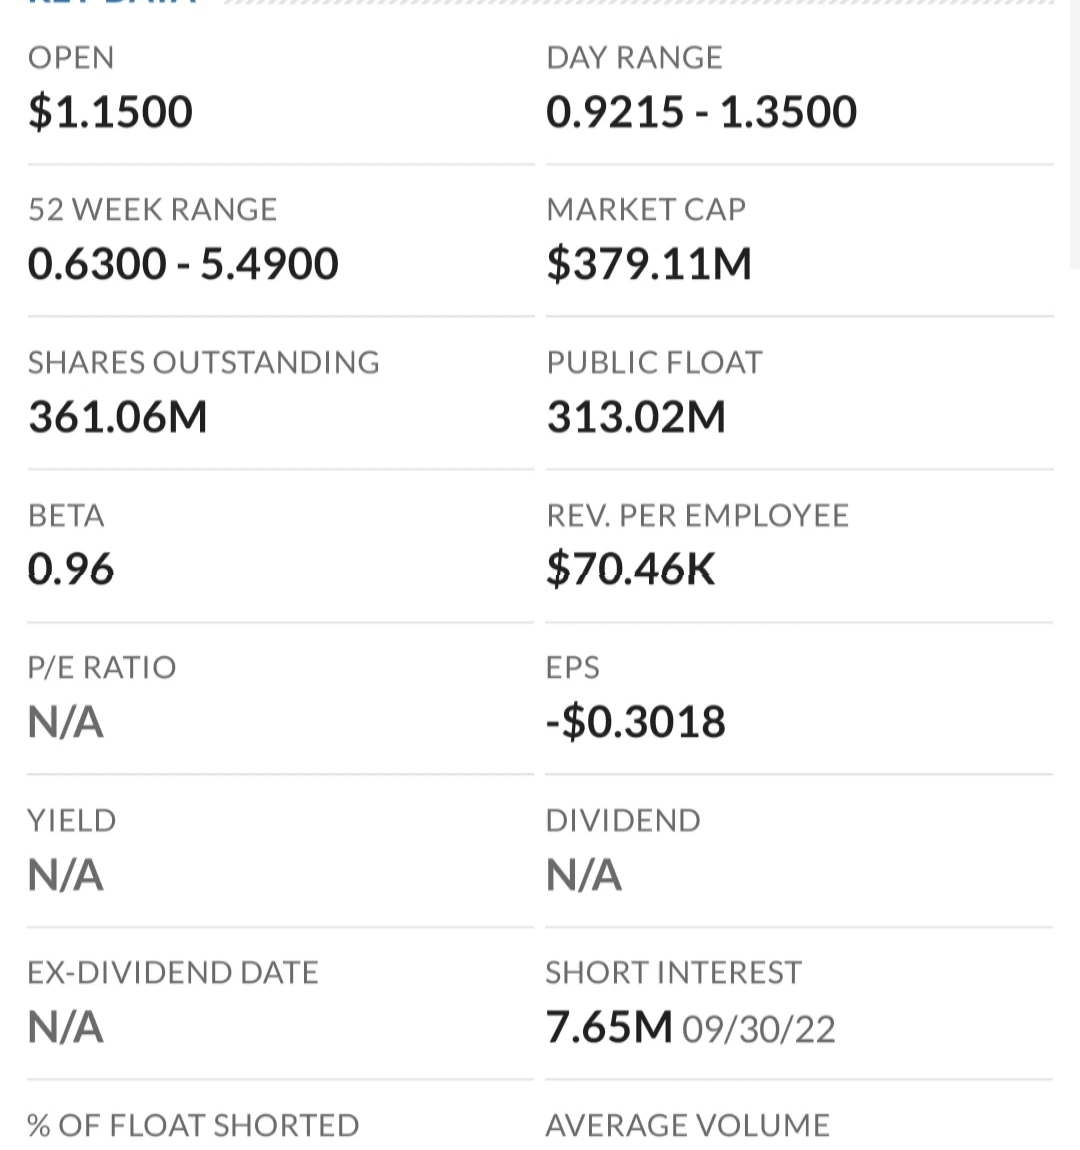 OPEN
$1.1500
DAY RANGE
0.9215 - 1.3500
52 WEEK RANGE
0.6300 - 5.4900
MARKET CAP
$379.11M
SHARES OUTSTANDING
361.06M
PUBLIC FLOAT
313.02M
BETA
0.96
REV. PER EMPLOYEE
$70.46K
P/E RATIO
N/A
EPS
-$0.3018
YIELD
N/A
DIVIDEND
N/A
EX-DIVIDEND DATE
N/A
SHORT INTEREST
7.65M 09/30/22
% OF FLOAT SHORTED
AVERAGE VOLUME